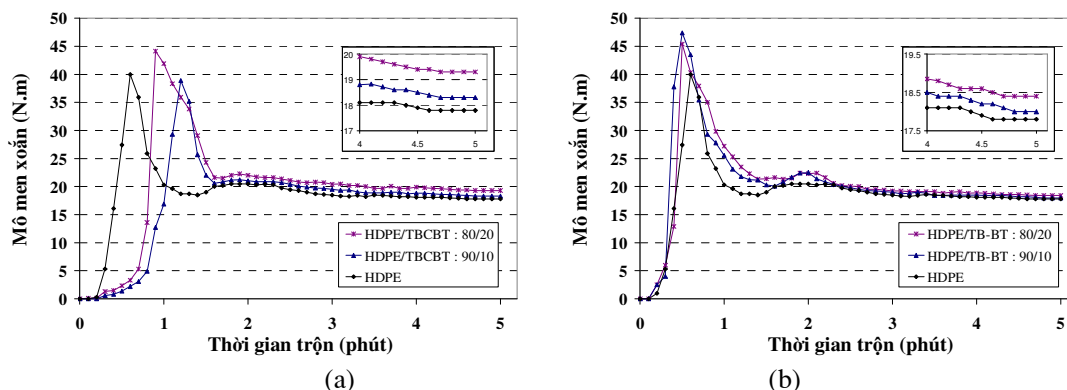 Mô men xoắn (N.m)
50
45
40
35
30
25
20
15
10
5
0
0 1 2 3 4 5
Thời gian trộn (phút)
20
19
18
17
4 4.5 5
HDPE/TBCBT : 80/20
HDPE/TBCBT : 90/10
HDPE
(a)
Mô men xoắn (N.m)
50
45
40
35
30
25
20
15
10
5
0
0 1 2 3 4 5
Thời gian trộn (phút)
19.5
18.5
17.5
4 4.5 5
HDPE/TB-BT : 80/20
HDPE/TB-BT : 90/10
HDPE
(b)